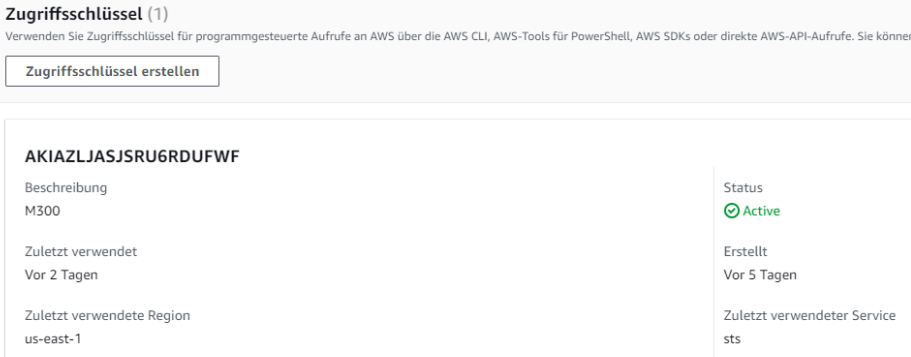 Zugriffsschlüssel (1)
Verwenden Sie Zugriffsschlüssel für programmgesteuerte Aufrufe an AWS über die AWS CLI, AWS-Tools für PowerShell, AWS SDKs oder direkte AWS-API-Aufrufe. Sie könner
Zugriffsschlüssel erstellen
AKIAZLJASJSRU6RDUFWF
Beschreibung
M300
Status
Active
Zuletzt verwendet
Vor 2 Tagen
Erstellt
Vor 5 Tagen
Zuletzt verwendete Region
us-east-1
Zuletzt verwendeter Service
sts